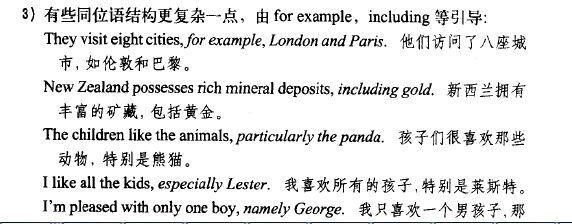 3) 有些同位语结构更复杂一点，由 for example，including 等引导:
They visit eight cities, for example, London and Paris. 他们访问了八座城
市，如伦敦和巴黎。
New Zealand possesses rich mineral deposits, including gold. 新西兰拥有
丰富的矿藏，包括黄金。
The children like the animals, particularly the panda. 孩子们很喜欢那些
动物，特别是熊猫。
I like all the kids, especially Lester. 我喜欢所有的孩子，特别是莱斯特。
I'm pleased with only one boy, namely George. 我只喜欢一个男孩子，那